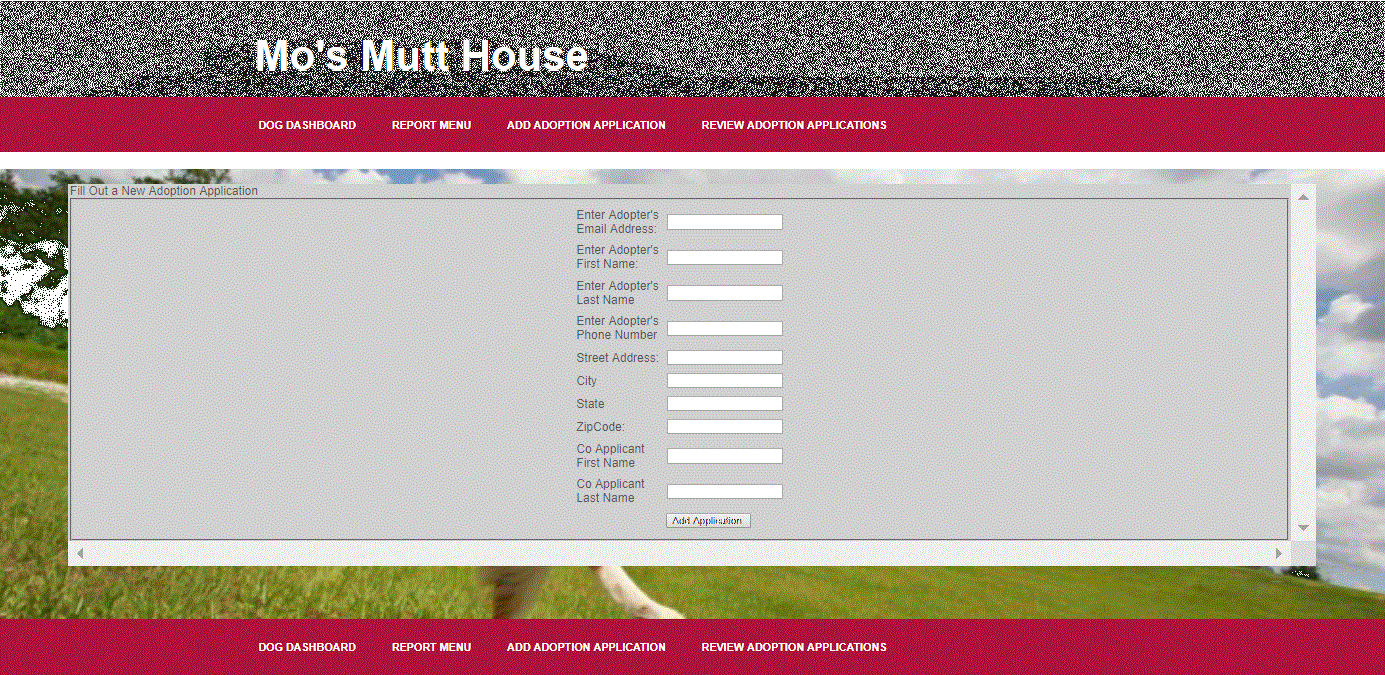 Mo's Mutt House
DOG DASHBOARD REPORT MENU ADD ADOPTION APPLICATION REVIEW ADOPTION APPLICATIONS
Fill Out a New Adoption Application
Enter Adopter's
Email Address:
Enter Adopter's
First Name:
Enter Adopter's
Last Name
Enter Adopter's
Phone Number
Street Address:
City
State
ZipCode:
Co Applicant
First Name
Co Applicant
Last Name
Add Application
DOG DASHBOARD REPORT MENU ADD ADOPTION APPLICATION REVIEW ADOPTION APPLICATIONS